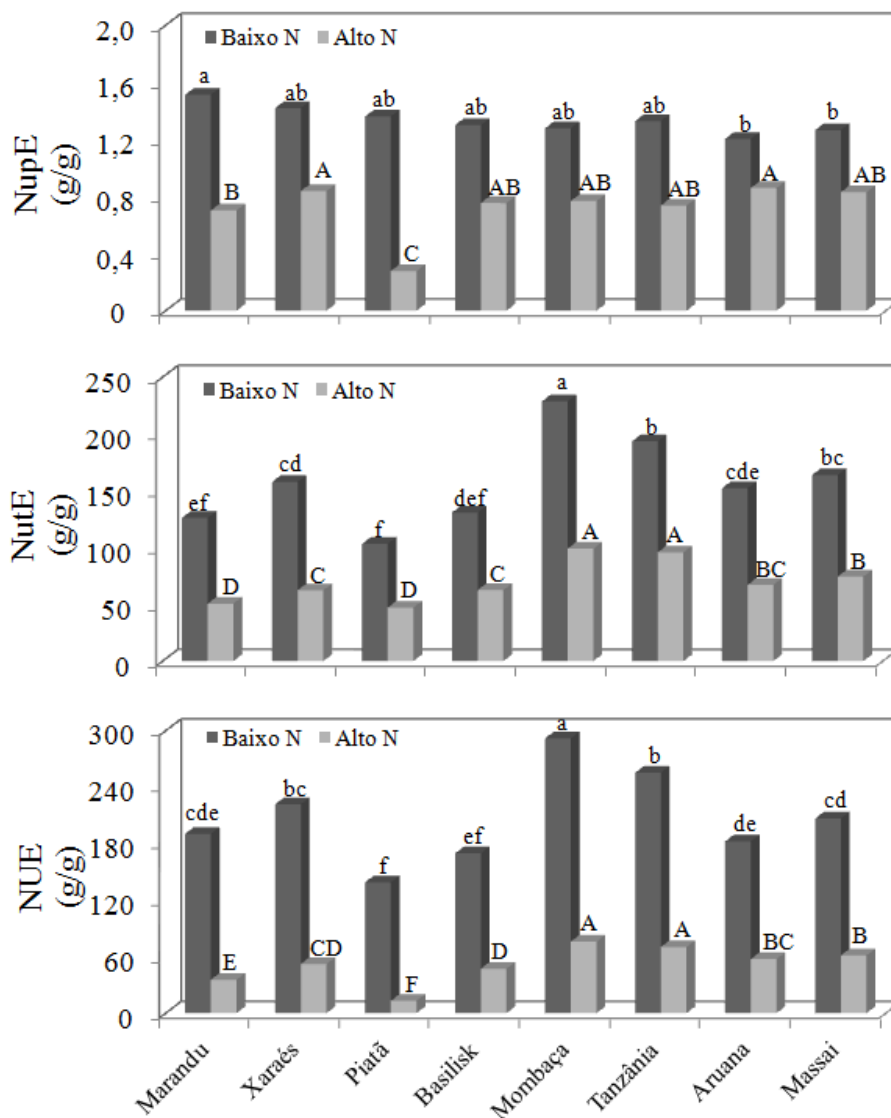 2,0
Baixo N Alto N
1,6
1,2
0,8
0,4
0
NupE
(g/g)
a ab ab ab ab ab b b
B A C AB AB AB A AB
250
Baixo N Alto N
200
150
100
50
0
NutE
(g/g)
ef cd f def a b cde bc
D C D C A A BC B
300
Baixo N Alto N
240
180
120
60
0
NUE
(g/g)
cde bc f ef a b de cd
E CD F D A A BC B
Marandu Xaraés Piatã Basilisk Mombaça Tanzânia Aruana Massai